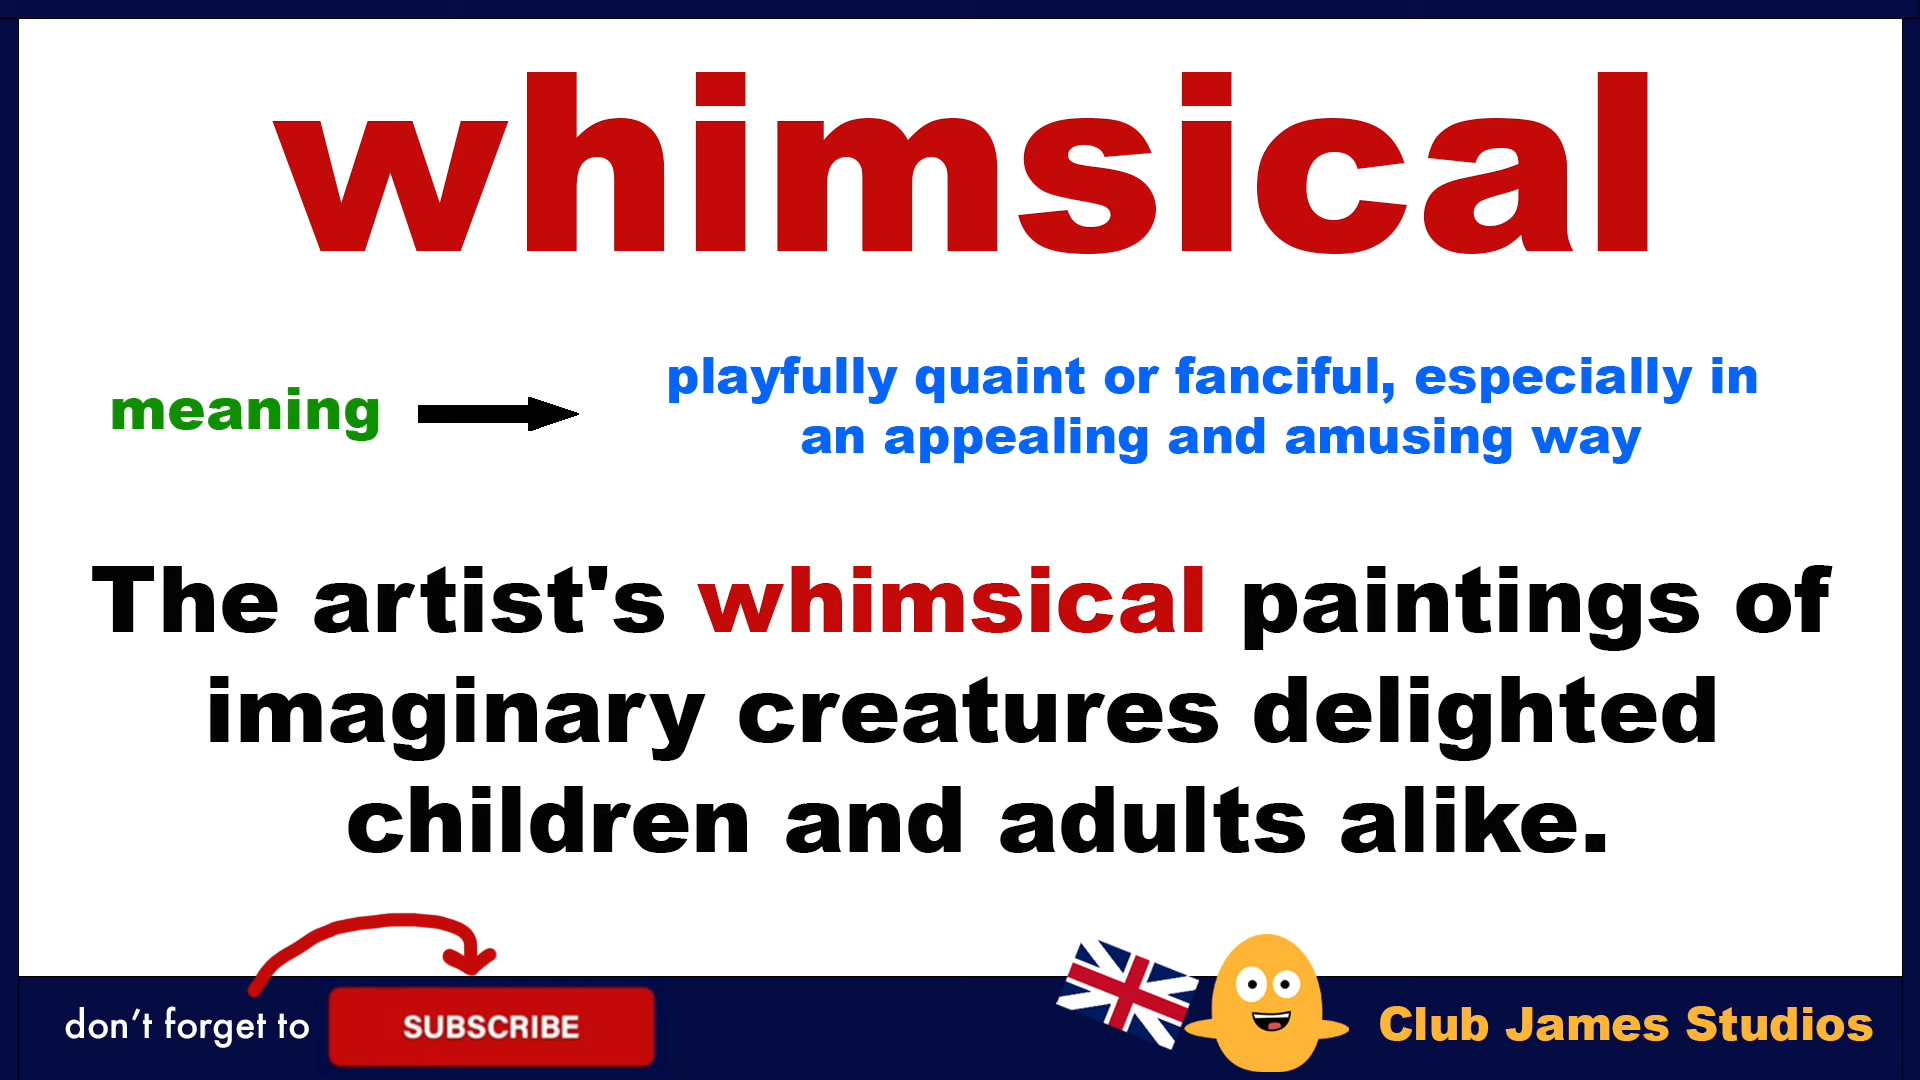 whimsical
meaning
playfully quaint or fanciful, especially in
an appealing and amusing way
The artist's whimsical paintings of
imaginary creatures delighted
children and adults alike.
don't forget to
SUBSCRIBE
Club James Studios